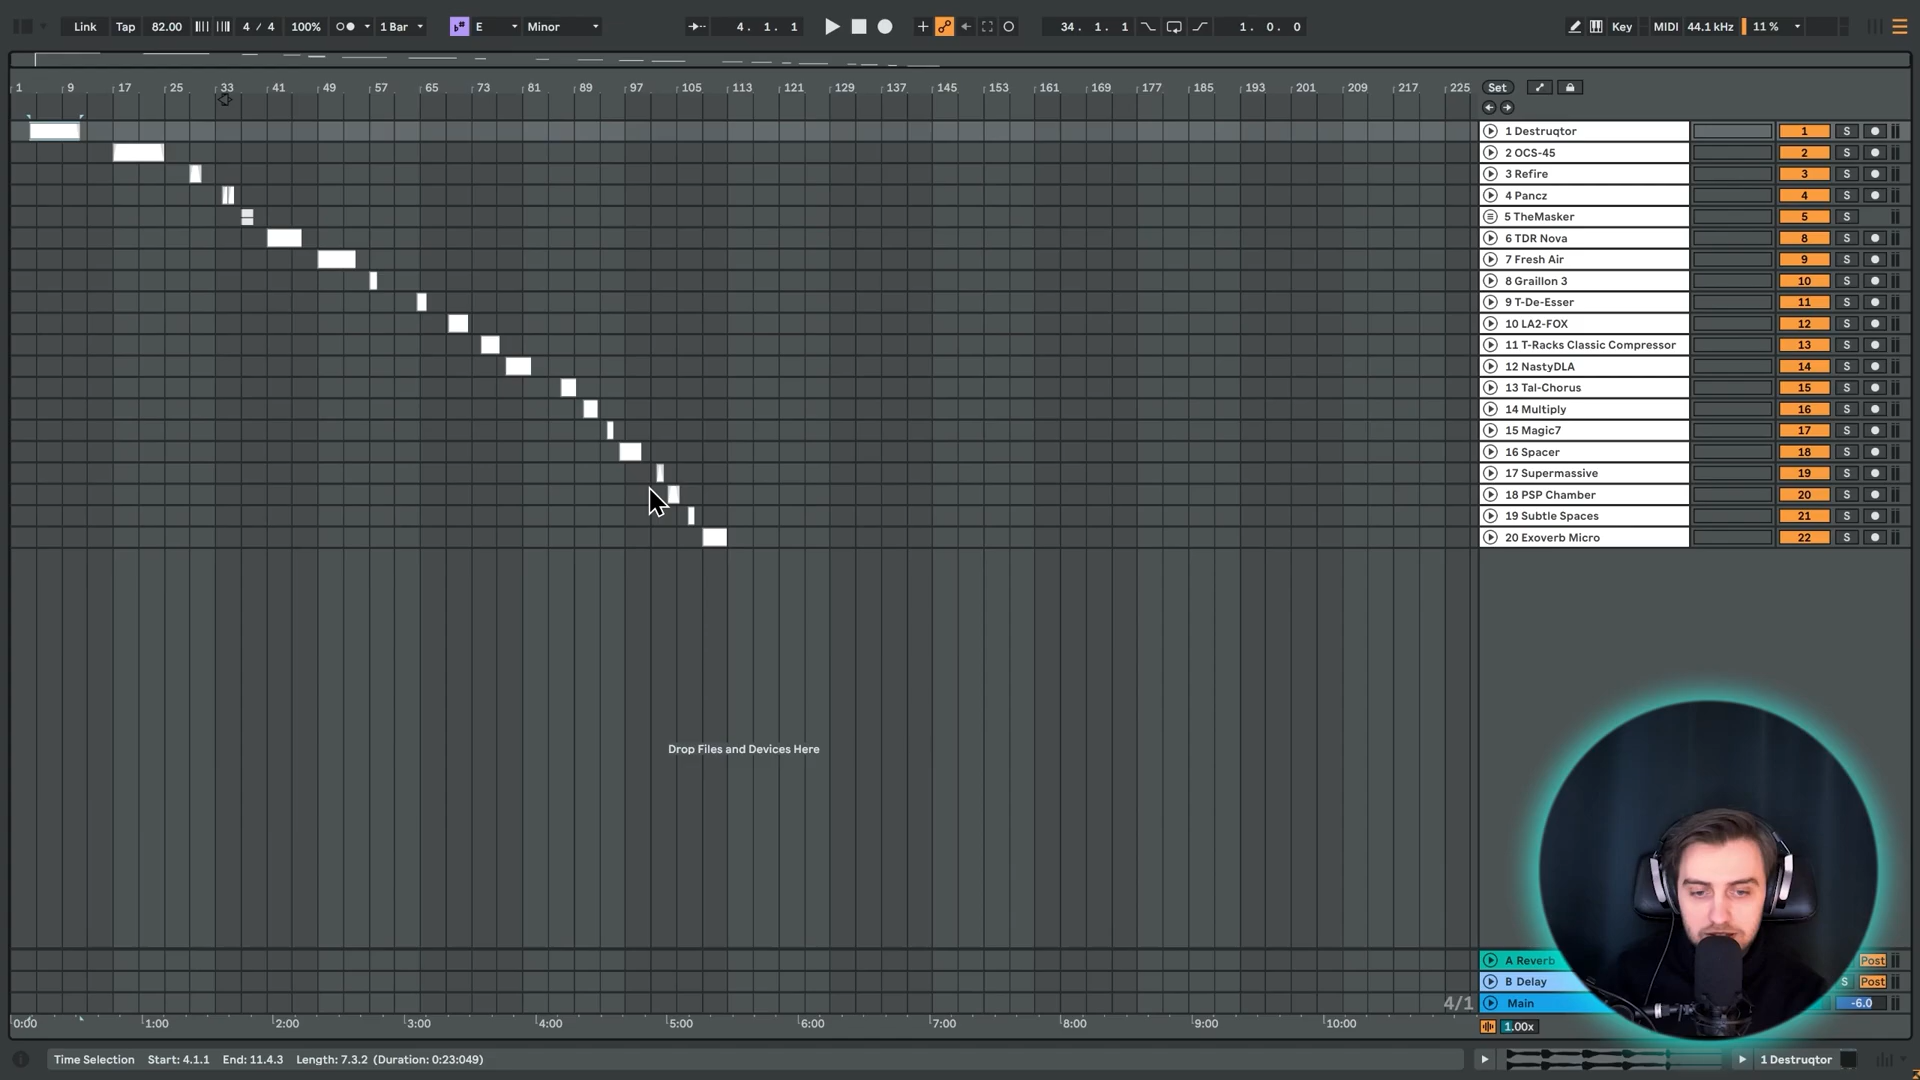 Link Tap 82.00 4 / 4 100% 1 Bar E Minor 4. 1. 1 34. 1. 1 1. 0. 0 Key MIDI 44.1 kHz 11 %
1 9 17 25 33 41 49 57 65 73 81 89 97 105 113 121 129 137 145 153 161 169 177 185 193 201 209 217 225 Set
1 Destruqtor 1 S
2 OCS-45 2 S
3 Refire 3 S
4 Pancz 4 S
5 TheMasker 5 S
6 TDR Nova 8 S
7 Fresh Air 9 S
8 Graillon 3 10 S
9 T-De-Esser 11 S
10 LA2-FOX 12 S
11 T-Racks Classic Compressor 13 S
12 NastyDLA 14 S
13 Tal-Chorus 15 S
14 Multiply 16 S
15 Magic7 17 S
16 Spacer 18 S
17 Supermassive 19 S
18 PSP Chamber 20 S
19 Subtle Spaces 21 S
20 Exoverb Micro 22 S
Drop Files and Devices Here
A Reverb Post
B Delay S Post
4/1 Main -6.0
0:00 1:00 2:00 3:00 4:00 5:00 6:00 7:00 8:00 9:00 10:00 1.00x
Time Selection Start: 4.1.1 End: 11.4.3 Length: 7.3.2 (Duration: 0:23:049) 1 Destruqtor